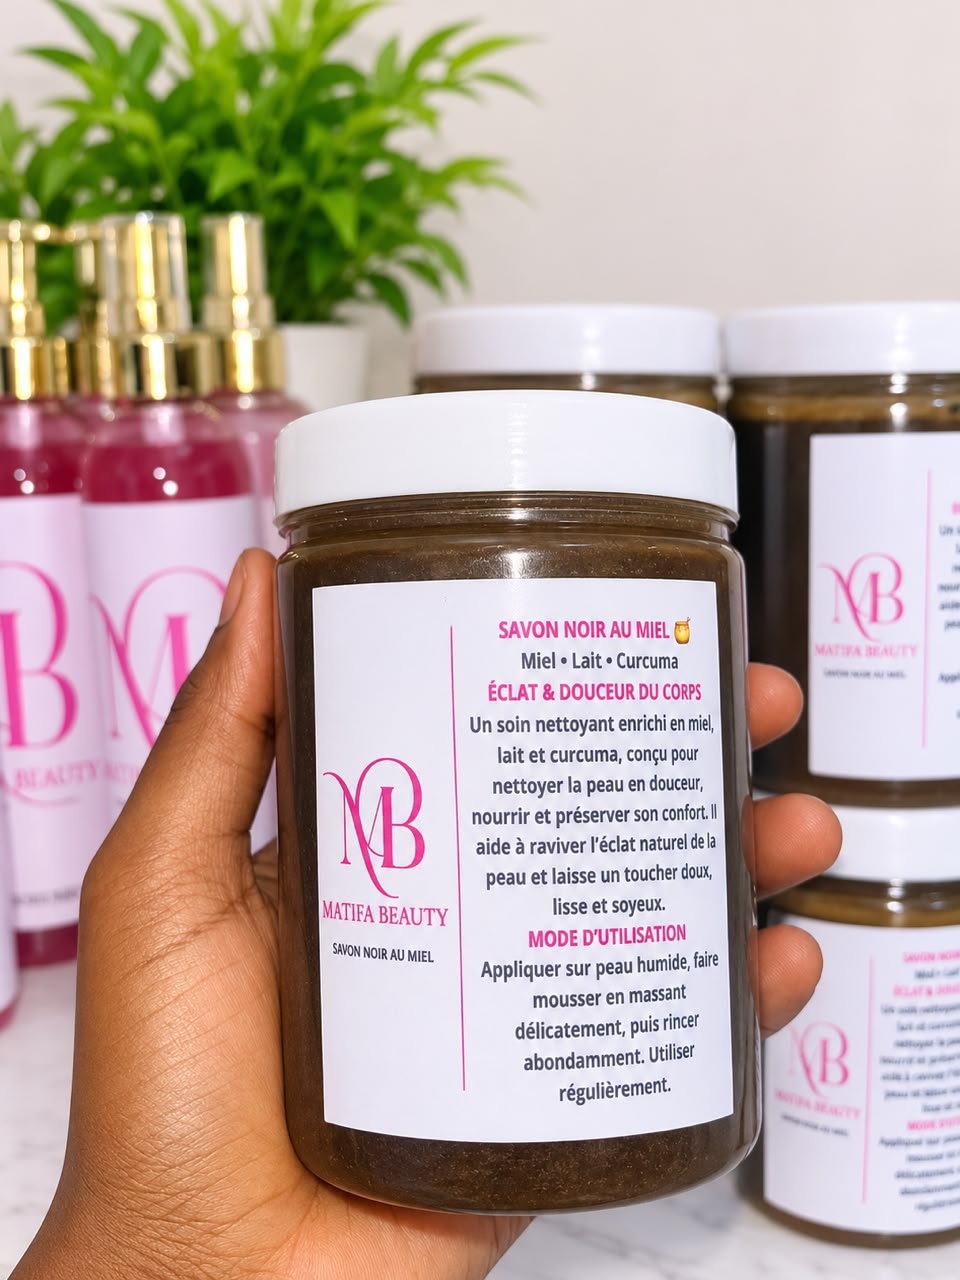 SAVON NOIR AU MIEL 🍯
Miel • Lait • Curcuma
ÉCLAT & DOUCEUR DU CORPS
Un soin nettoyant enrichi en miel,
lait et curcuma, conçu pour
nettoyer la peau en douceur,
nourrir et préserver son confort. Il
aide à raviver l'éclat naturel de la
peau et laisse un toucher doux,
lisse et soyeux.
MODE D'UTILISATION
Appliquer sur peau humide, faire
mousser en massant
délicatement, puis rincer
abondamment. Utiliser
régulièrement.
MB
MATIFA BEAUTY
SAVON NOIR AU MIEL
MB
MATIFA BEAUTY
SAVON NOIR AU MIEL
MB
MATIFA BEAUTY
A BEAUTY